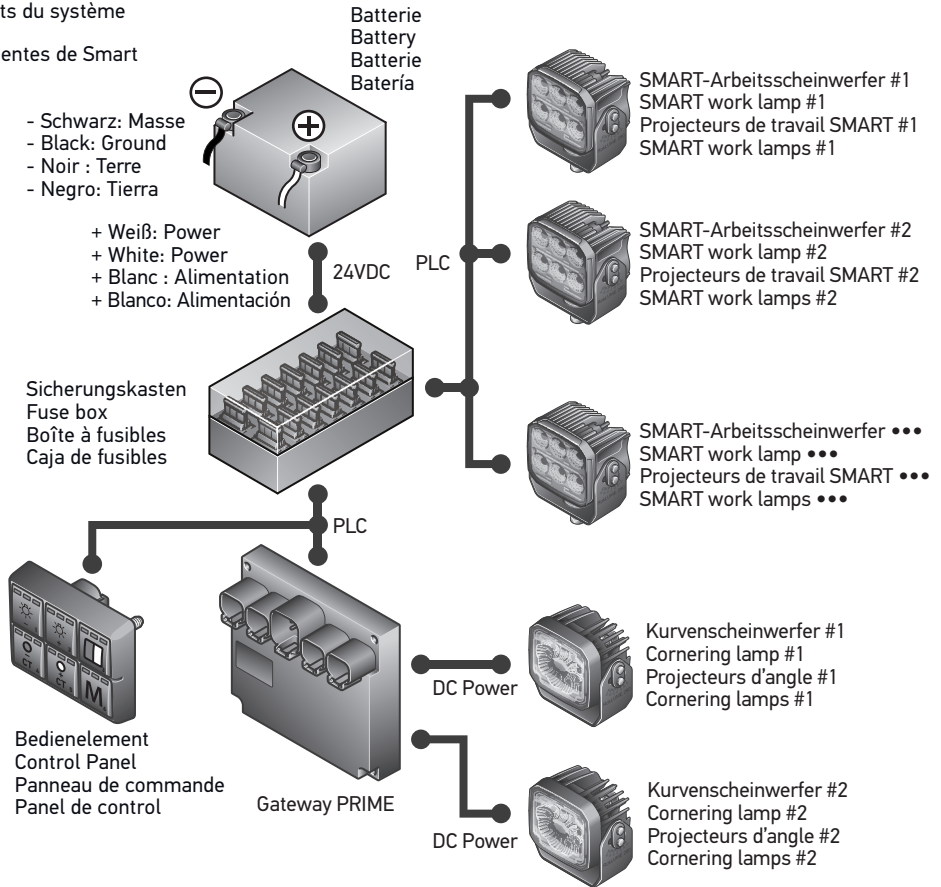 ts du système
entes de Smart
Batterie
Battery
Batterie
Batería
- Schwarz: Masse
- Black: Ground
- Noir : Terre
- Negro: Tierra
+ Weiß: Power
+ White: Power
+ Blanc : Alimentation
+ Blanco: Alimentación
24VDC
PLC
SMART-Arbeitsscheinwerfer #1
SMART work lamp #1
Projecteurs de travail SMART #1
SMART work lamps #1
SMART-Arbeitsscheinwerfer #2
SMART work lamp #2
Projecteurs de travail SMART #2
SMART work lamps #2
Sicherungskasten
Fuse box
Boîte à fusibles
Caja de fusibles
SMART-Arbeitsscheinwerfer •••
SMART work lamp •••
Projecteurs de travail SMART •••
SMART work lamps •••
PLC
CT
CT
M
Bedienelement
Control Panel
Panneau de commande
Panel de control
Gateway PRIME
DC Power
Kurvenscheinwerfer #1
Cornering lamp #1
Projecteurs d'angle #1
Cornering lamps #1
DC Power
Kurvenscheinwerfer #2
Cornering lamp #2
Projecteurs d'angle #2
Cornering lamps #2